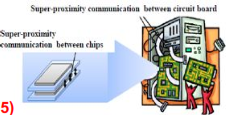 Super-proximity communication between circuit board
Super-proximity
communication between chips
5)